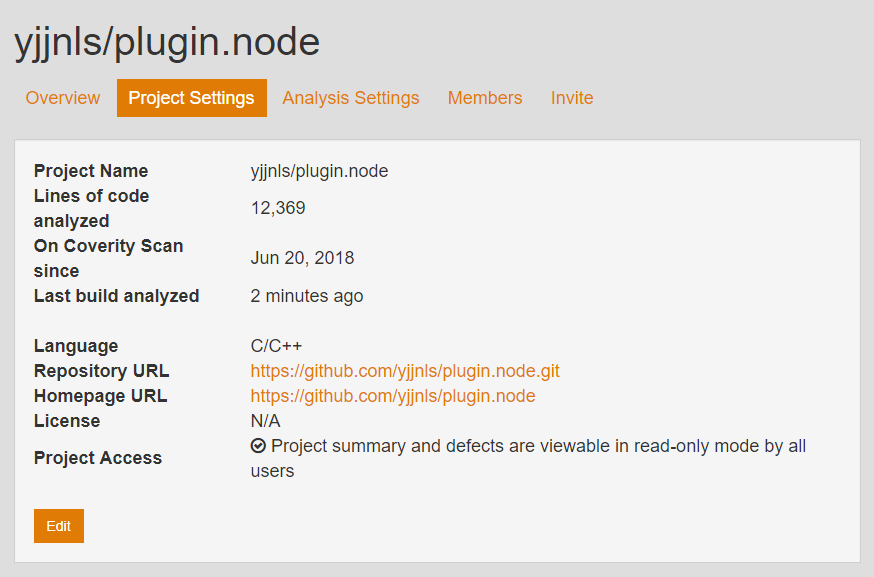 yjjnls/plugin.node
Overview Project Settings Analysis Settings Members Invite
Project Name yjjnls/plugin.node
Lines of code
analyzed 12,369
On Coverity Scan
since Jun 20, 2018
Last build analyzed 2 minutes ago
Language C/C++
Repository URL https://github.com/yjjnls/plugin.node.git
Homepage URL https://github.com/yjjnls/plugin.node
License N/A
Project Access Project summary and defects are viewable in read-only mode by all
users
Edit